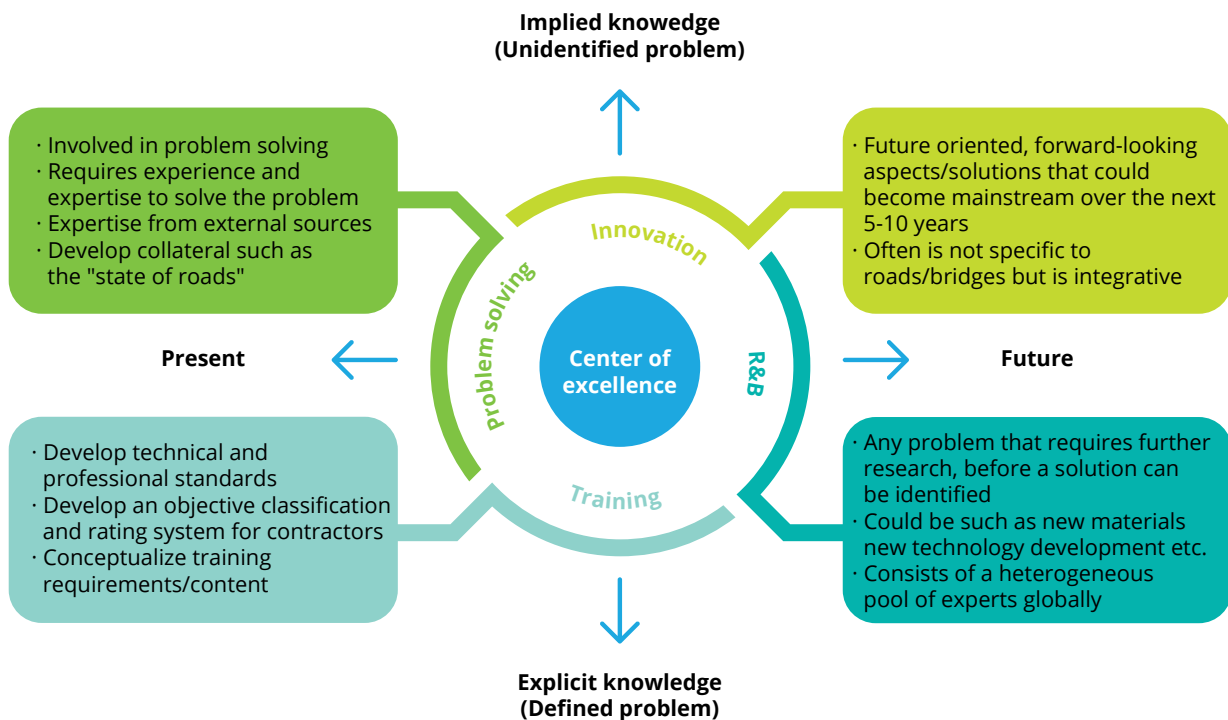 Implied knowedge
(Unidentified problem)
· Involved in problem solving
· Requires experience and
expertise to solve the problem
· Expertise from external sources
· Develop collateral such as
the "state of roads"
· Future oriented, forward-looking
aspects/solutions that could
become mainstream over the next
5-10 years
· Often is not specific to
roads/bridges but is integrative
Innovation
Problem solving
Center of
excellence
R&B
Training
Present
Future
· Develop technical and
professional standards
· Develop an objective classification
and rating system for contractors
· Conceptualize training
requirements/content
· Any problem that requires further
research, before a solution can
be identified
· Could be such as new materials
new technology development etc.
· Consists of a heterogeneous
pool of experts globally
Explicit knowledge
(Defined problem)